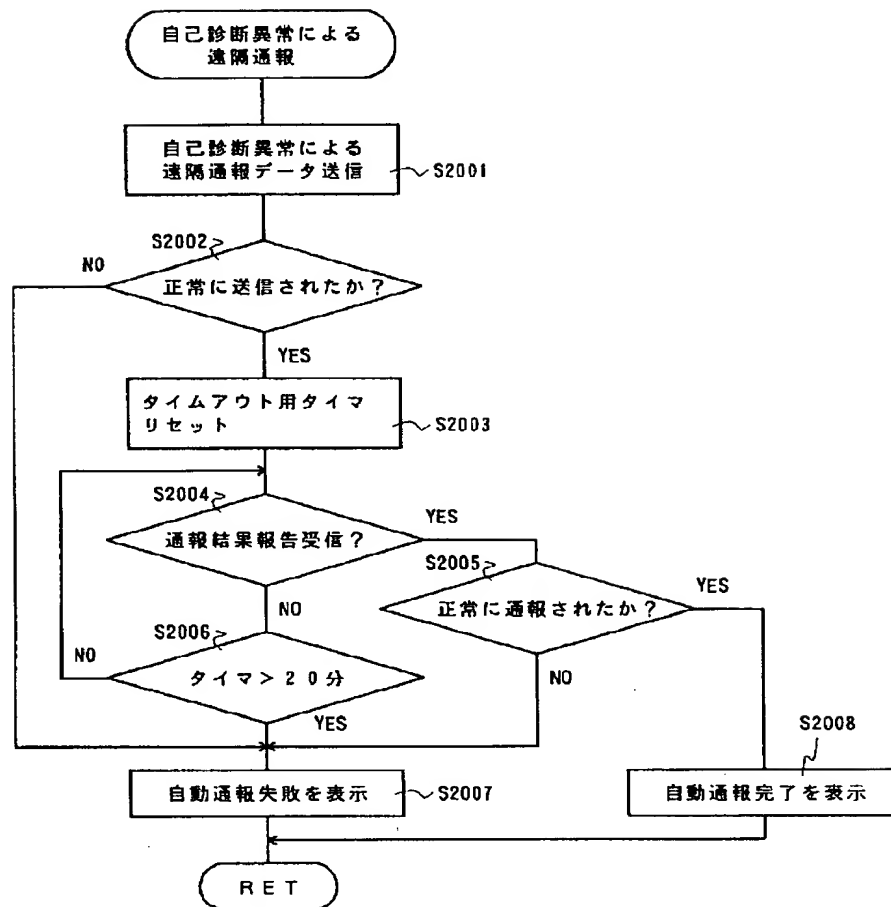 自己診断異常による
遠隔通報
自己診断異常による
遠隔通報データ送信
S2001
S2002
NO
正常に送信されたか？
YES
タイムアウト用タイマ
リセット
S2003
S2004
通報結果報告受信？
YES
S2005
正常に通報されたか？
YES
NO
S2006
NO
タイマ＞２０分
YES
NO
S2008
自動通報失敗を表示
S2007
自動通報完了を表示
ＲＥＴ